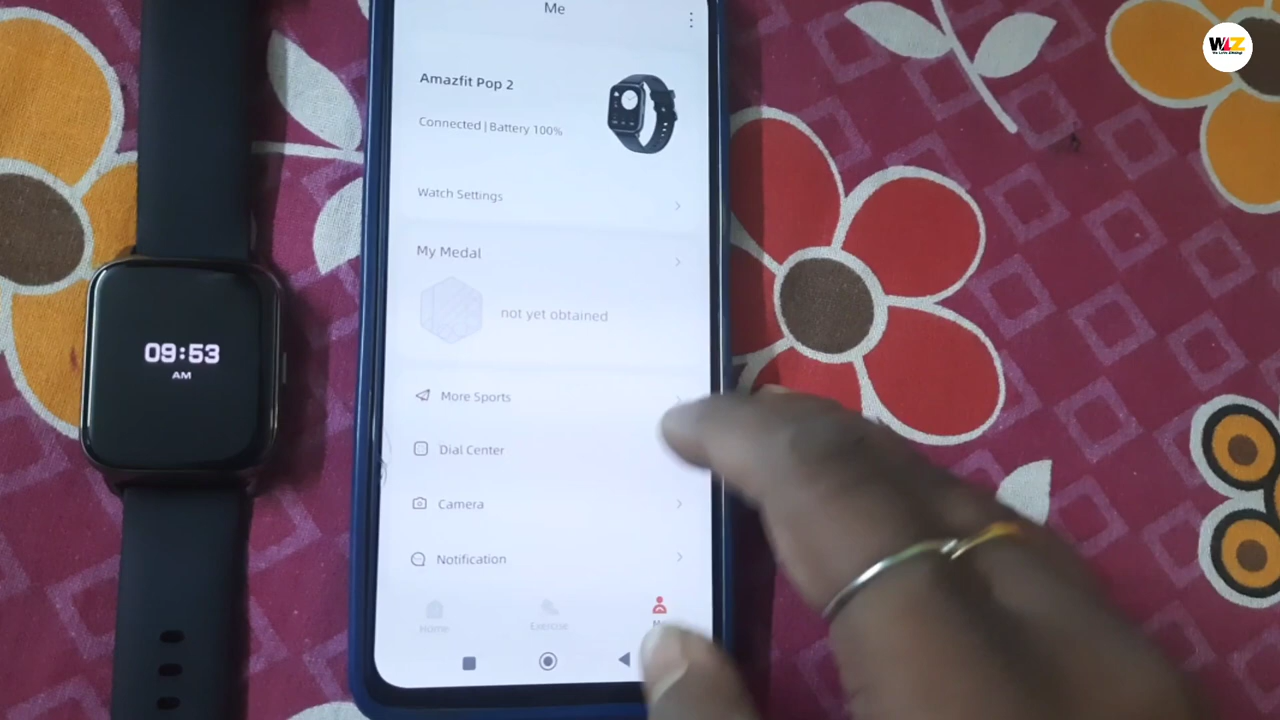 Me
Amazfit Pop 2
Connected | Battery 100%
Watch Settings
My Medal
not yet obtained
More Sports
Dial Center
Camera
Notification
Home
Exercise
09:53
AM
WLZ